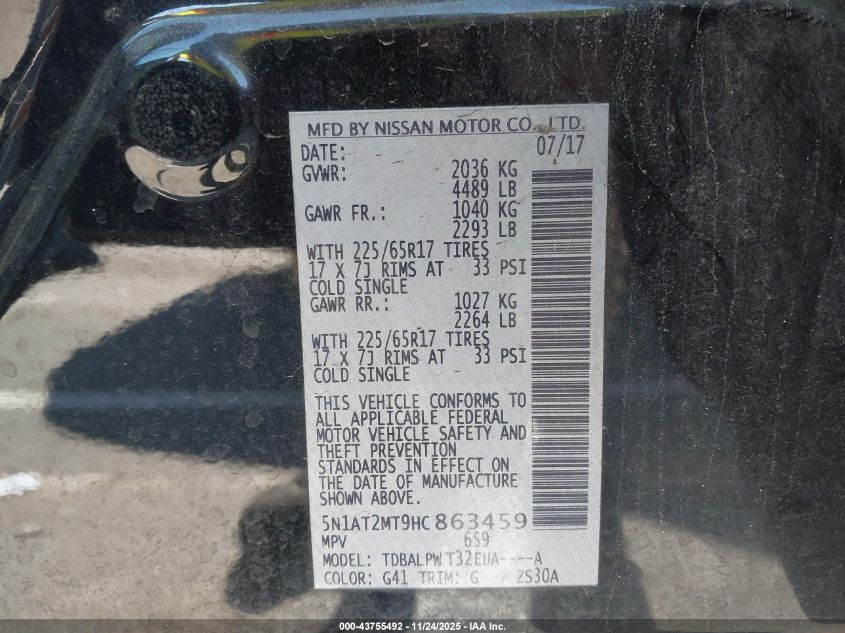 MFD BY NISSAN MOTOR CO., LTD.
DATE: 07/17
GVWR: 2036 KG
4489 LB
GAWR FR.: 1040 KG
2293 LB
WITH 225/65R17 TIRES
17 X 7J RIMS AT 33 PSI
COLD SINGLE
GAWR RR.: 1027 KG
2264 LB
WITH 225/65R17 TIRES
17 X 7J RIMS AT 33 PSI
COLD SINGLE
THIS VEHICLE CONFORMS TO
ALL APPLICABLE FEDERAL
MOTOR VEHICLE SAFETY AND
THEFT PREVENTION
STANDARDS IN EFFECT ON
THE DATE OF MANUFACTURE
SHOWN ABOVE.
5N1AT2MT9HC863459
MPV 659
MODEL: TDBALPW T32EUA----A
COLOR: G41 TRIM: G ZS30A
000-43755492 - 11/24/2025 - IAA Inc.